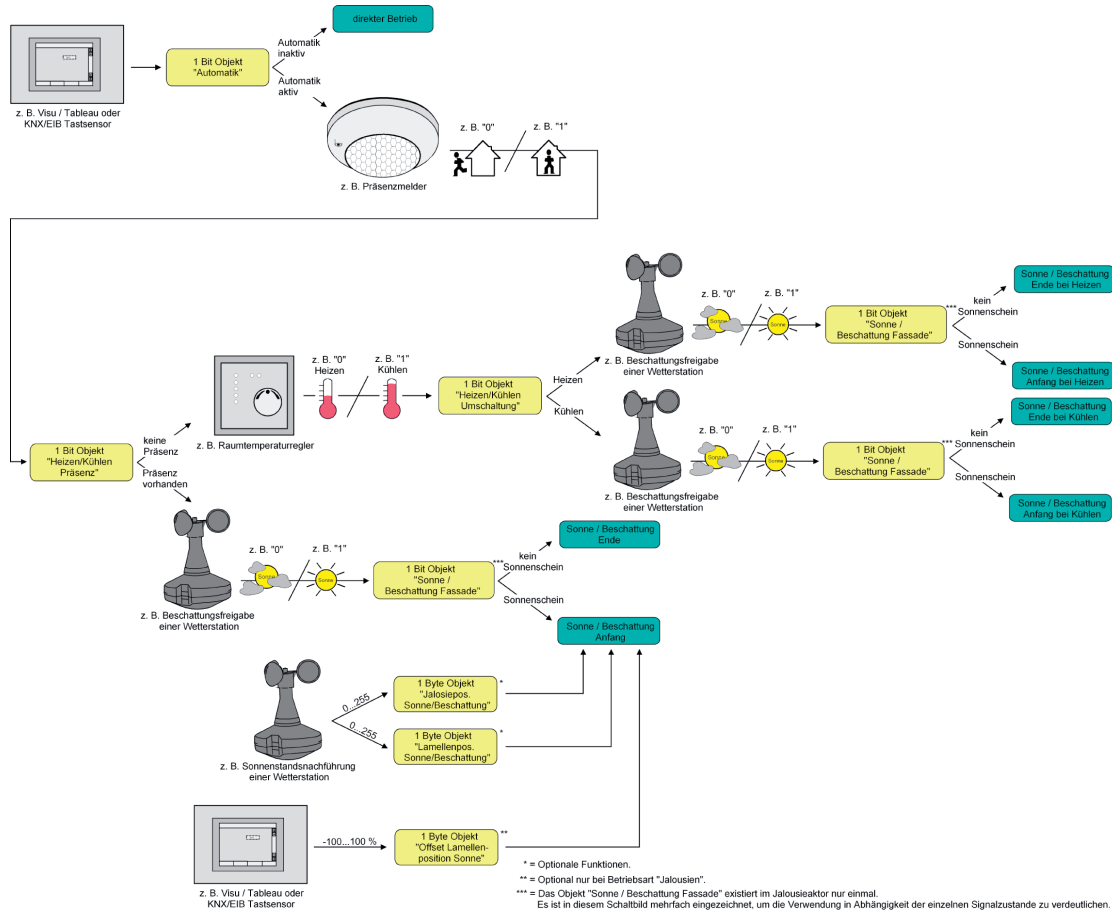 direkter Betrieb
Automatik
inaktiv
1 Bit Objekt
"Automatik"
Automatik
aktiv
z. B. Visu / Tableau oder
KNX/EIB Tastsensor
z. B. "0"
z. B. "1"
z. B. Präsenzmelder
z. B. "0"
Sonne
z. B. "1"
Sonne
1 Bit Objekt
"Sonne /
Beschattung Fassade"
***
kein
Sonnenschein
Sonne / Beschattung
Ende bei Heizen
Sonnenschein
Sonne / Beschattung
Anfang bei Heizen
z. B. Beschattungsfreigabe
einer Wetterstation
z. B. "0"
Heizen
z. B. "1"
Kühlen
1 Bit Objekt
"Heizen/Kühlen
Umschaltung"
Heizen
Kühlen
z. B. Raumtemperaturregler
z. B. "0"
Sonne
z. B. "1"
Sonne
1 Bit Objekt
"Sonne /
Beschattung Fassade"
***
kein
Sonnenschein
Sonne / Beschattung
Ende bei Kühlen
Sonnenschein
Sonne / Beschattung
Anfang bei Kühlen
z. B. Beschattungsfreigabe
einer Wetterstation
1 Bit Objekt
"Heizen/Kühlen
Präsenz"
keine
Präsenz
Präsenz
vorhanden
z. B. "0"
Sonne
z. B. "1"
Sonne
1 Bit Objekt
"Sonne /
Beschattung Fassade"
***
kein
Sonnenschein
Sonne / Beschattung
Ende
Sonnenschein
Sonne / Beschattung
Anfang
z. B. Beschattungsfreigabe
einer Wetterstation
0...255
1 Byte Objekt
"Jalosiepos.
Sonne/Beschattung"
*
0...255
1 Byte Objekt
"Lamellenpos.
Sonne/Beschattung"
*
z. B. Sonnenstandsnachführung
einer Wetterstation
-100...100 %
1 Byte Objekt
"Offset Lamellen-
position Sonne"
**
z. B. Visu / Tableau oder
KNX/EIB Tastsensor
* = Optionale Funktionen.
** = Optional nur bei Betriebsart "Jalousien".
*** = Das Objekt "Sonne / Beschattung Fassade" existiert im Jalousieaktor nur einmal.
Es ist in diesem Schaltbild mehrfach eingezeichnet, um die Verwendung in Abhängigkeit der einzelnen Signalzustande zu verdeutlichen.